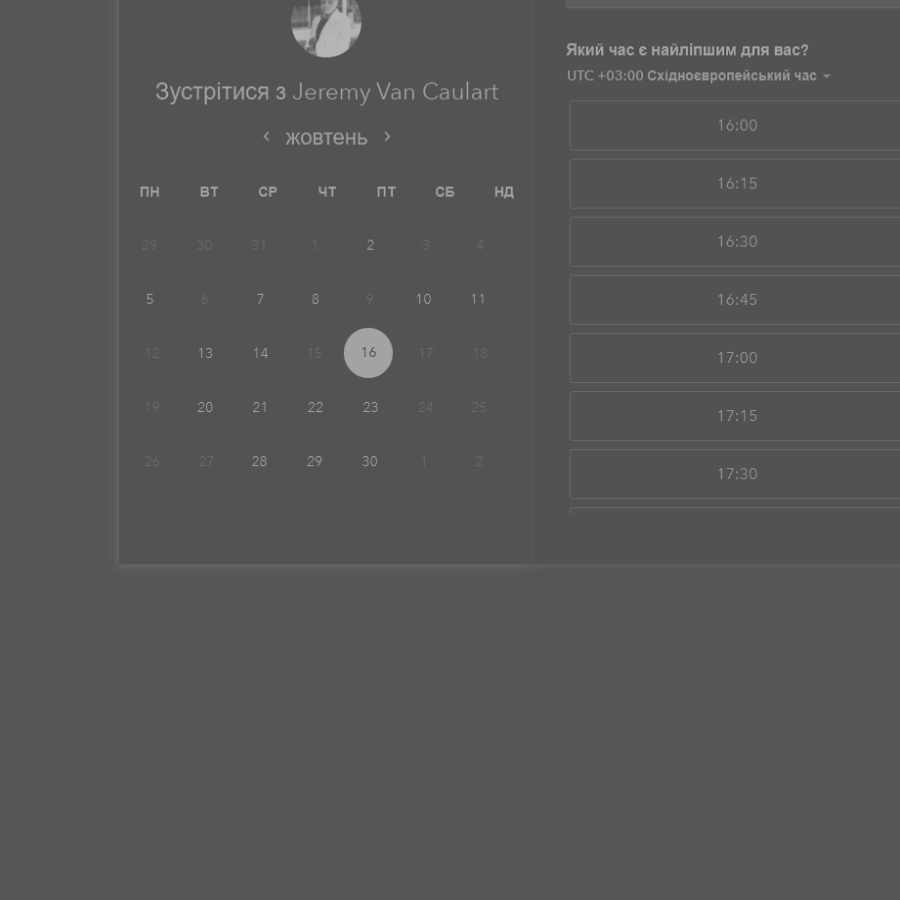 Зустрітися з Jeremy Van Caulart
жовтень
ПН ВТ СР ЧТ ПТ СБ НД
29 30 31 1 2 3 4
5 6 7 8 9 10 11
12 13 14 15 16 17 18
19 20 21 22 23 24 25
26 27 28 29 30 1 2
Який час є найліпшим для вас?
UTC +03:00 Східноєвропейський час
16:00
16:15
16:30
16:45
17:00
17:15
17:30